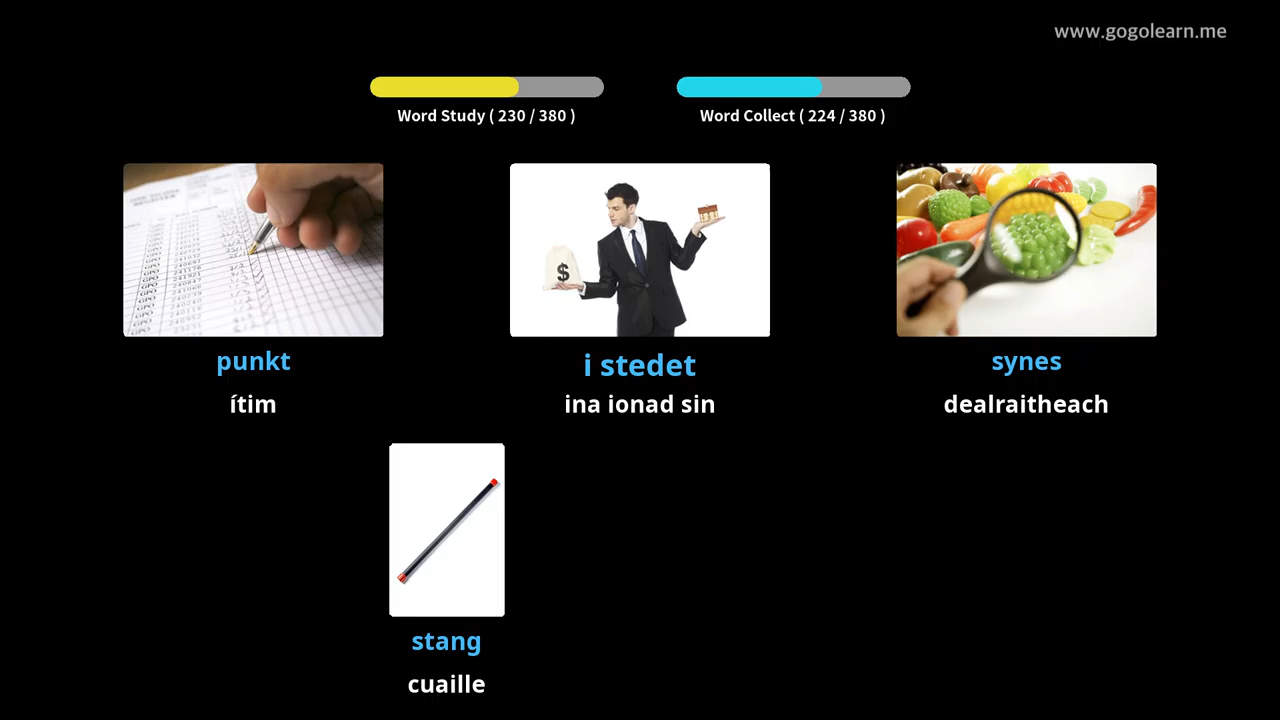 www.gogolearn.me
Word Study ( 230 / 380 )
Word Collect ( 224 / 380 )
punkt
ítim
i stedet
ina ionad sin
synes
dealraitheach
$
stang
cuaille